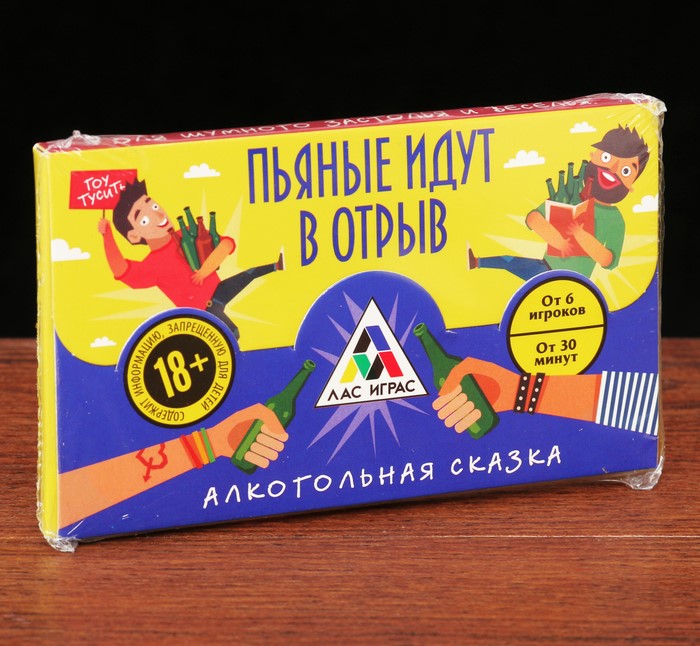 ДЛЯ ШУМНОГО ЗАСТОЛЬЯ И ВЕСЕЛЬЯ
ГОУ
ТУСИТЬ
ПЬЯНЫЕ ИДУТ
В ОТРЫВ
От 6
игроков
От 30
минут
СОДЕРЖИТ ИНФОРМАЦИЮ, ЗАПРЕЩЕННУЮ ДЛЯ ДЕТЕЙ
18+
ЛАС ИГРАС
АЛКОГОЛЬНАЯ СКАЗКА